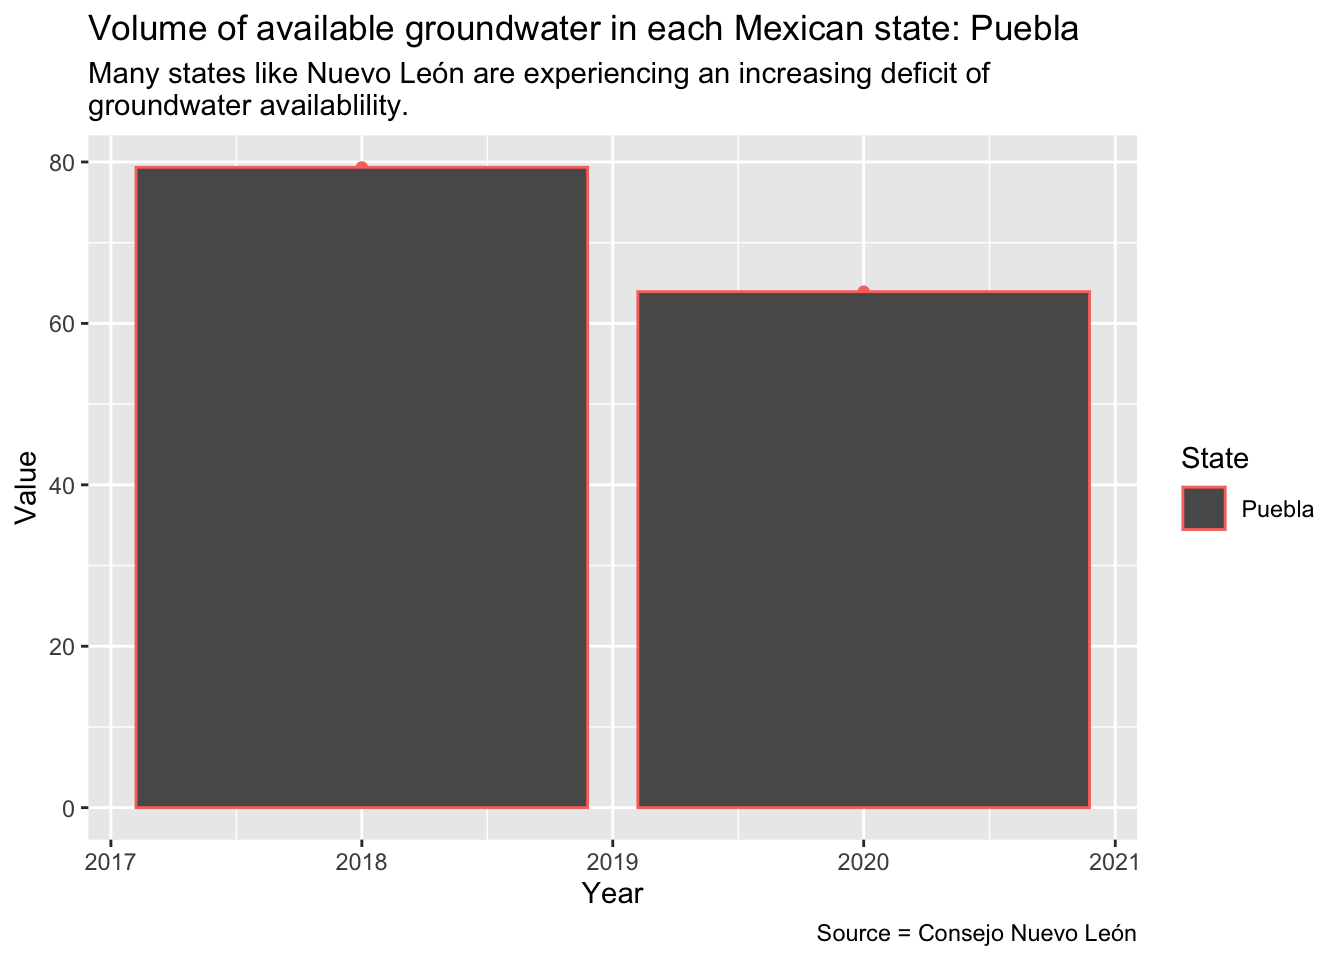 Volume of available groundwater in each Mexican state: Puebla
Many states like Nuevo León are experiencing an increasing deficit of
groundwater availablility.
80
60
40
20
0
Value
2017 2018 2019 2020 2021
Year
State
Puebla
Source = Consejo Nuevo León